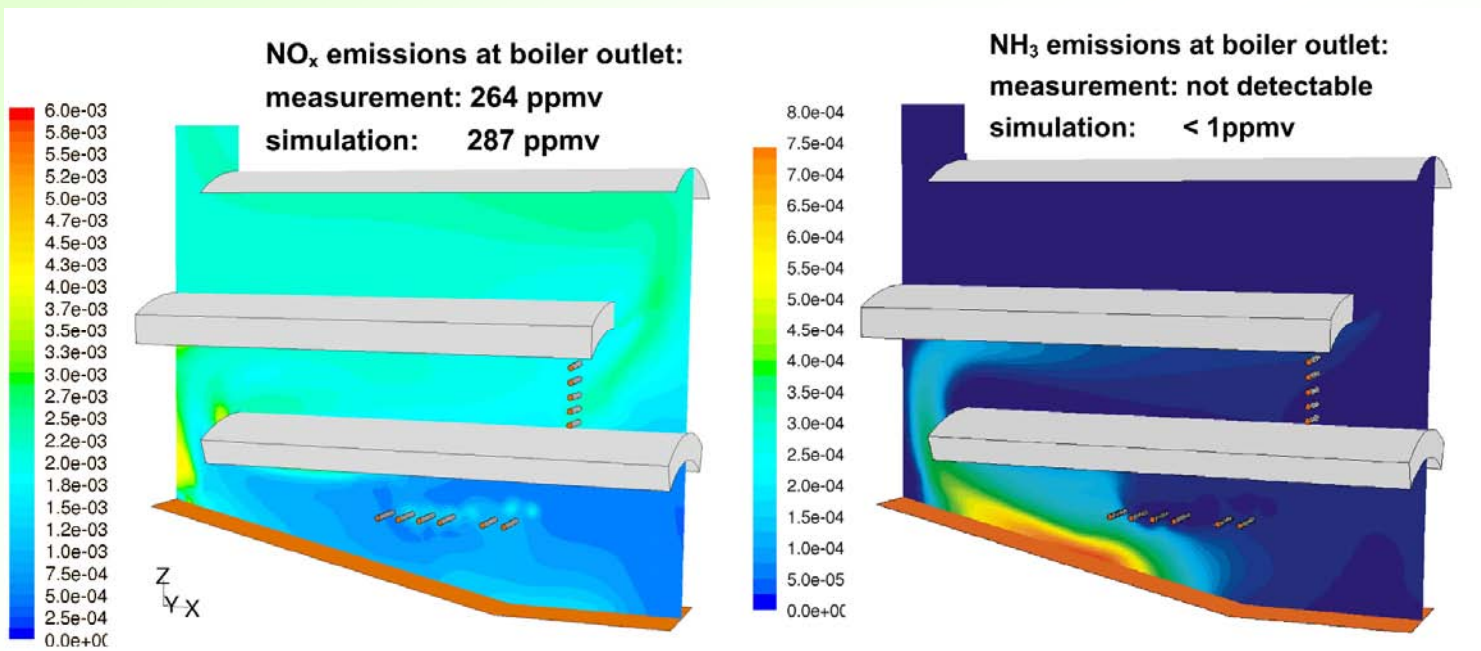 NOx emissions at boiler outlet:
measurement: 264 ppmv
simulation: 287 ppmv
6.0e-03
5.8e-03
5.5e-03
5.3e-03
5.0e-03
4.7e-03
4.5e-03
4.3e-03
4.0e-03
3.7e-03
3.5e-03
3.3e-03
3.0e-03
2.7e-03
2.5e-03
2.3e-03
2.0e-03
1.8e-03
1.5e-03
1.2e-03
1.0e-03
7.5e-04
5.0e-04
2.5e-04
0.0e+00
Z
Y X
NH3 emissions at boiler outlet:
measurement: not detectable
simulation: < 1ppmv
8.0e-04
7.5e-04
7.0e-04
6.5e-04
6.0e-04
5.5e-04
5.0e-04
4.5e-04
4.0e-04
3.5e-04
3.0e-04
2.5e-04
2.0e-04
1.5e-04
1.0e-04
5.0e-05
0.0e+00